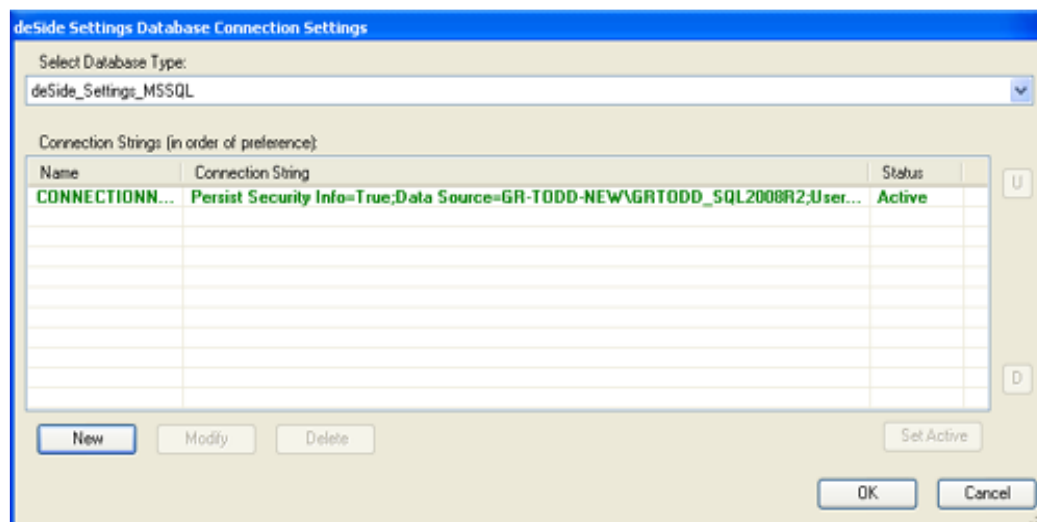 deSide Settings Database Connection Settings
Select Database Type:
deSide_Settings_MSSQL
Connection Strings (in order of preference):
Name Connection String Status
CONNECTIONN... Persist Security Info=True;Data Source=GR-TODD-NEW\GRTODD_SQL2008R2;User... Active
U
D
New Modify Delete Set Active
OK Cancel